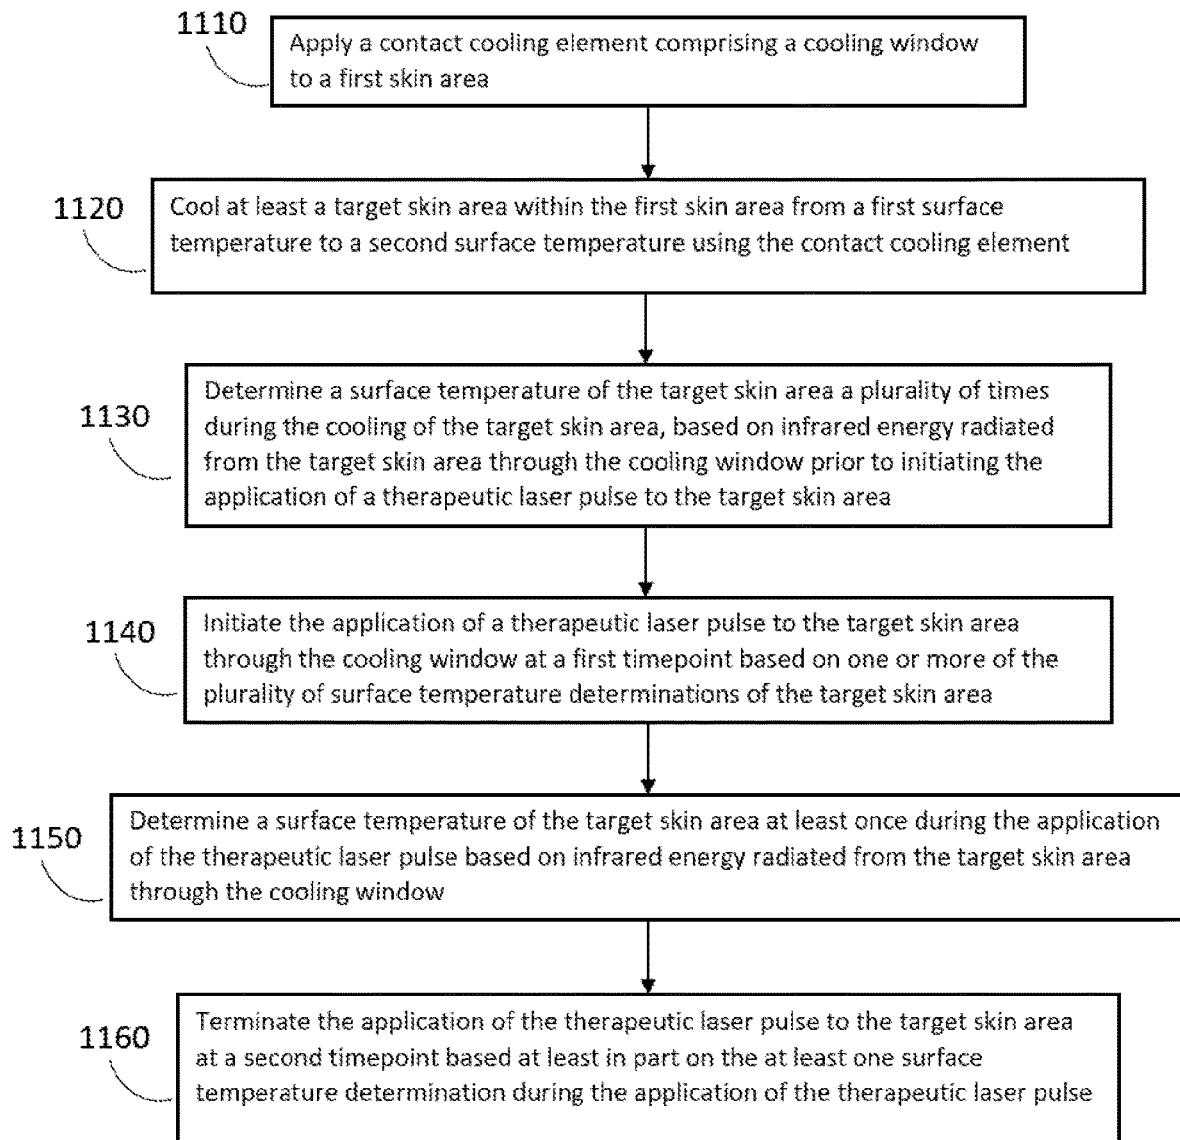 1110
Apply a contact cooling element comprising a cooling window
to a first skin area
1120
Cool at least a target skin area within the first skin area from a first surface
temperature to a second surface temperature using the contact cooling element
1130
Determine a surface temperature of the target skin area a plurality of times
during the cooling of the target skin area, based on infrared energy radiated
from the target skin area through the cooling window prior to initiating the
application of a therapeutic laser pulse to the target skin area
1140
Initiate the application of a therapeutic laser pulse to the target skin area
through the cooling window at a first timepoint based on one or more of the
plurality of surface temperature determinations of the target skin area
1150
Determine a surface temperature of the target skin area at least once during the application
of the therapeutic laser pulse based on infrared energy radiated from the target skin area
through the cooling window
1160
Terminate the application of the therapeutic laser pulse to the target skin area
at a second timepoint based at least in part on the at least one surface
temperature determination during the application of the therapeutic laser pulse